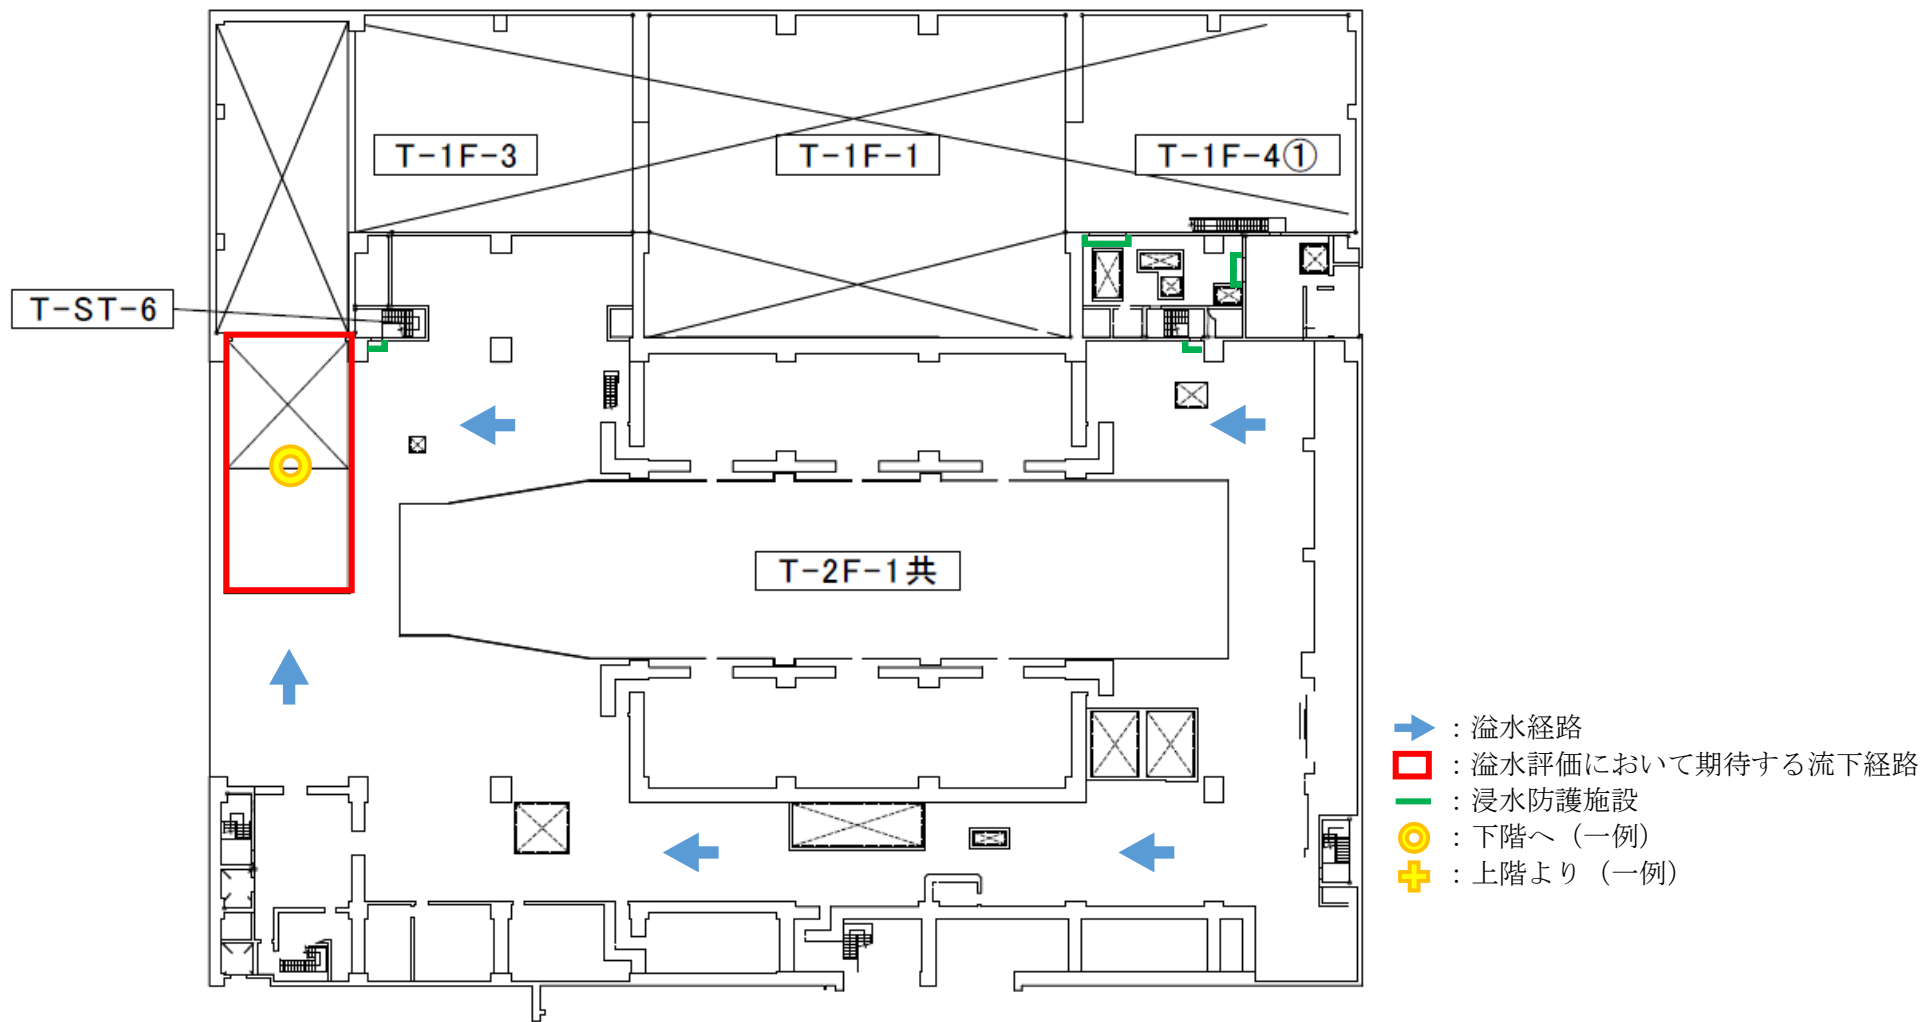 T-1F-3
T-1F-1
T-1F-4①
T-ST-6
T-2F-1共
：溢水経路
：溢水評価において期待する流下経路
：浸水防護施設
：下階へ（一例）
：上階より（一例）